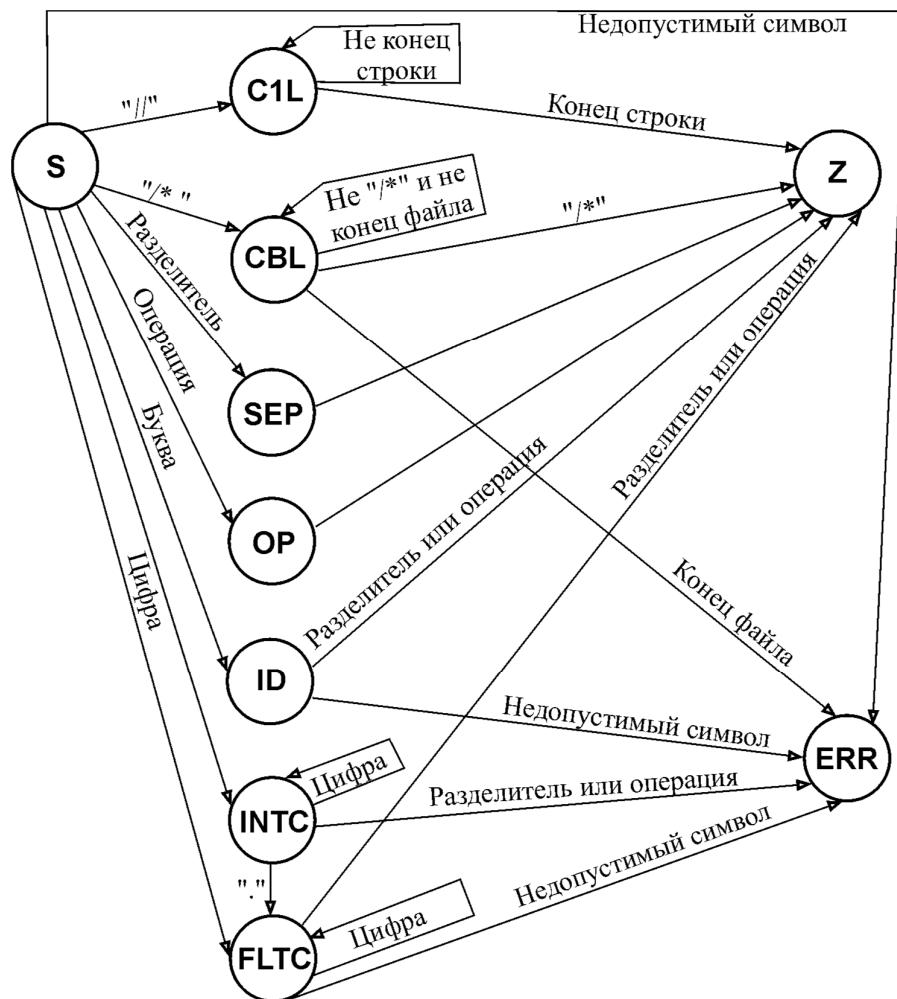 Недопустимый символ
Не конец
строки
C1L
"//"
Конец строки
S
Z
"/* "
Не "/*" и не
конец файла
"/*"
CBL
Разделитель
Операция
SEP
Разделитель или операция
Буква
OP
Разделитель или операция
Цифра
Конец файла
ID
Недопустимый символ
ERR
Цифра
INTC
Разделитель или операция
"."
Недопустимый символ
Цифра
FLTC